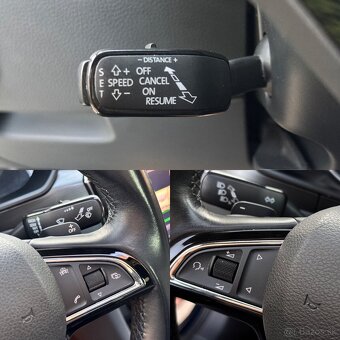 - DISTANCE +
S + OFF
E SPEED CANCEL
ON
T - RESUME